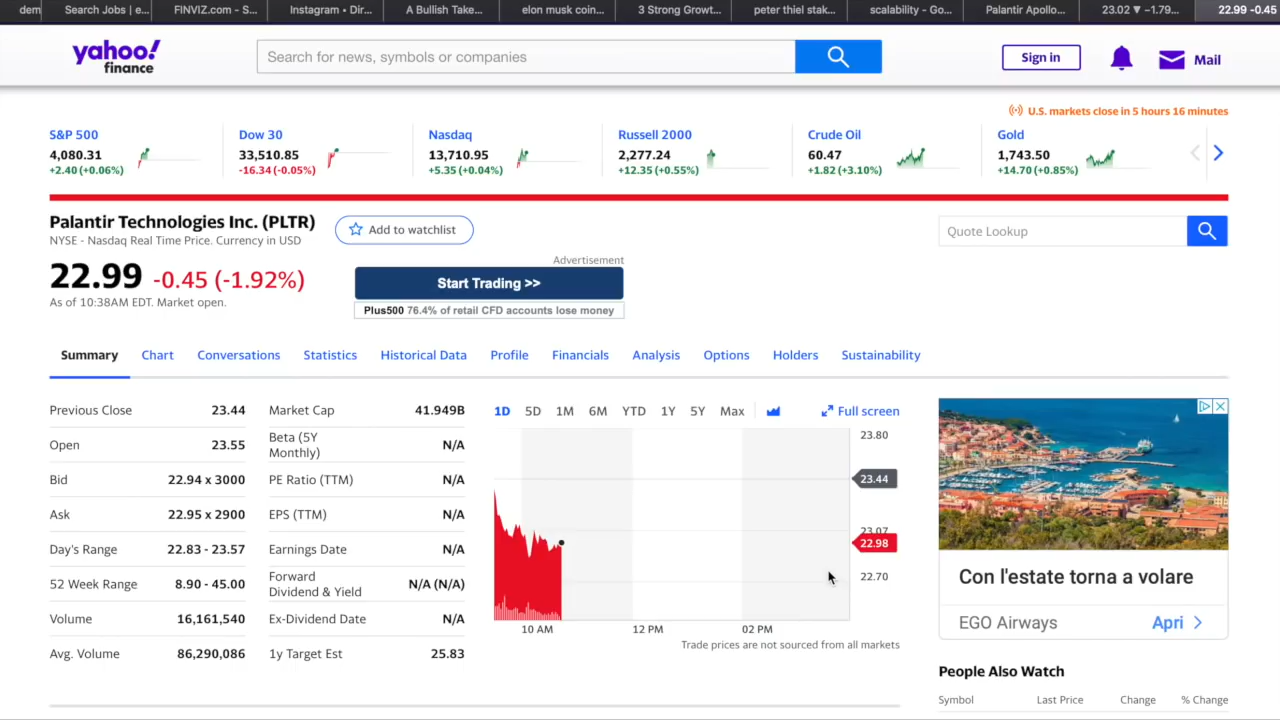 dem
Search Jobs | e...
FINVIZ.com - S...
Instagram • Dir...
A Bullish Take...
elon musk coin...
3 Strong Growt...
peter thiel stak...
scalability - Go...
Palantir Apollo...
23.02 ▼ −1.79...
22.99 -0.45
yahoo!
finance
Search for news, symbols or companies
Sign in
Mail
U.S. markets close in 5 hours 16 minutes
S&P 500
4,080.31
+2.40 (+0.06%)
Dow 30
33,510.85
-16.34 (-0.05%)
Nasdaq
13,710.95
+5.35 (+0.04%)
Russell 2000
2,277.24
+12.35 (+0.55%)
Crude Oil
60.47
+1.82 (+3.10%)
Gold
1,743.50
+14.70 (+0.85%)
Palantir Technologies Inc. (PLTR)
NYSE - Nasdaq Real Time Price. Currency in USD
Add to watchlist
Quote Lookup
22.99 -0.45 (-1.92%)
As of 10:38AM EDT. Market open.
Advertisement
Start Trading >>
Plus500 76.4% of retail CFD accounts lose money
Summary
Chart
Conversations
Statistics
Historical Data
Profile
Financials
Analysis
Options
Holders
Sustainability
Previous Close 23.44
Open 23.55
Bid 22.94 x 3000
Ask 22.95 x 2900
Day's Range 22.83 - 23.57
52 Week Range 8.90 - 45.00
Volume 16,161,540
Avg. Volume 86,290,086
Market Cap 41.949B
Beta (5Y
Monthly) N/A
PE Ratio (TTM) N/A
EPS (TTM) N/A
Earnings Date N/A
Forward
Dividend & Yield N/A (N/A)
Ex-Dividend Date N/A
1y Target Est 25.83
1D 5D 1M 6M YTD 1Y 5Y Max
Full screen
23.80
23.44
23.07
22.98
22.70
10 AM
12 PM
02 PM
Trade prices are not sourced from all markets
Con l'estate torna a volare
EGO Airways
Apri
People Also Watch
Symbol
Last Price
Change
% Change